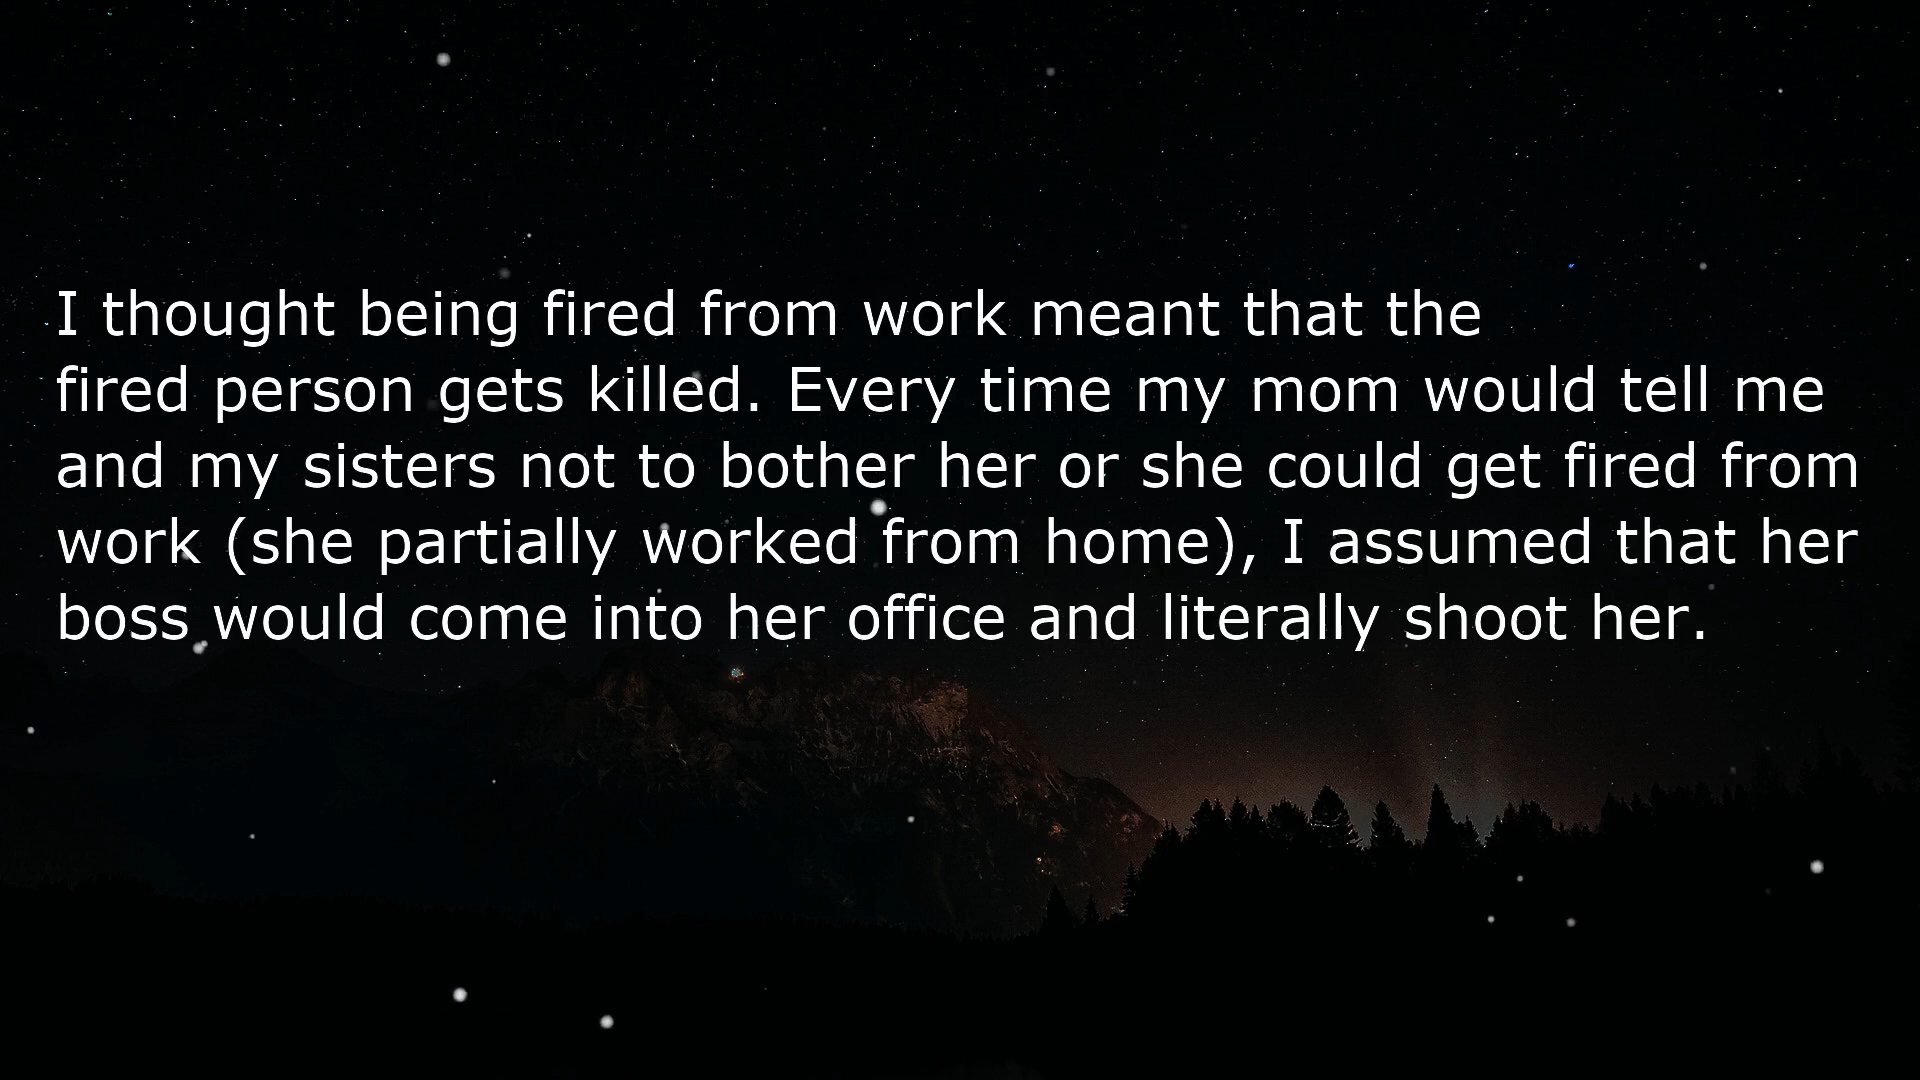 I thought being fired from work meant that the
fired person gets killed. Every time my mom would tell me
and my sisters not to bother her or she could get fired from
work (she partially worked from home), I assumed that her
boss would come into her office and literally shoot her.